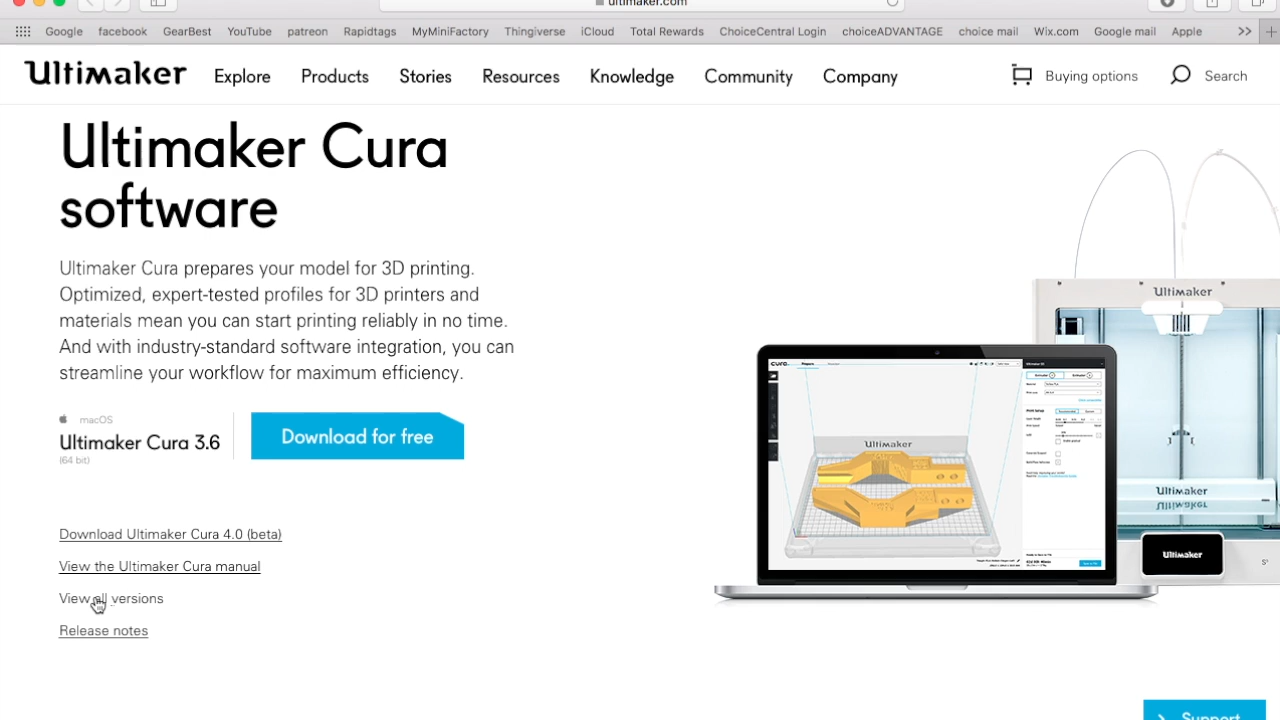 ultimaker.com
Google facebook GearBest YouTube patreon Rapidtags MyMiniFactory Thingiverse iCloud Total Rewards ChoiceCentral Login choiceADVANTAGE choice mail Wix.com Google mail Apple >>
Ultimaker Explore Products Stories Resources Knowledge Community Company Buying options Search
Ultimaker Cura
software
Ultimaker Cura prepares your model for 3D printing.
Optimized, expert-tested profiles for 3D printers and
materials mean you can start printing reliably in no time.
And with industry-standard software integration, you can
streamline your workflow for maximum efficiency.
macOS
Ultimaker Cura 3.6
(64 bit)
Download for free
Download Ultimaker Cura 4.0 (beta)
View the Ultimaker Cura manual
View all versions
Release notes
Ultimaker
cura.
Ultimaker
Ultimaker
Ultimaker
Ultimaker
S⁵
Support